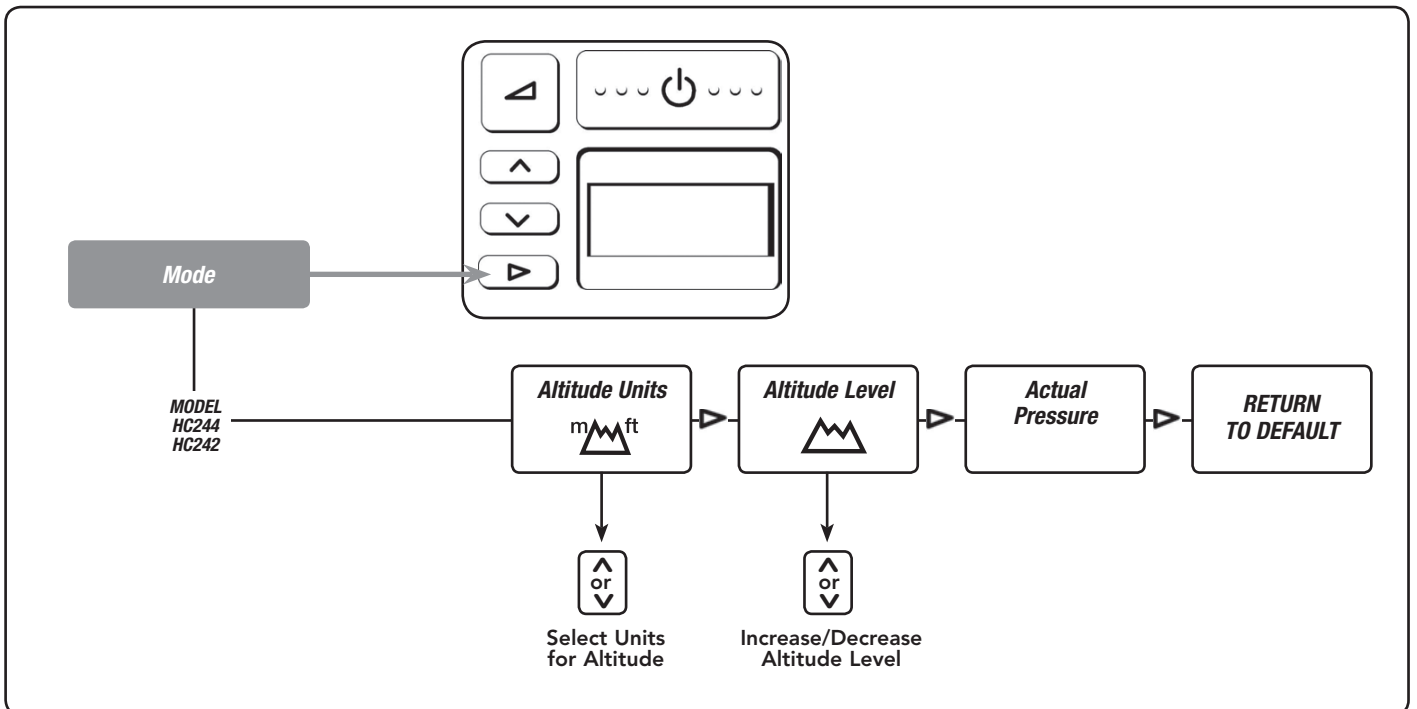 Mode
MODEL
HC244
HC242
Altitude Units
m ft
Altitude Level
Actual
Pressure
RETURN
TO DEFAULT
or
Select Units
for Altitude
or
Increase/Decrease
Altitude Level